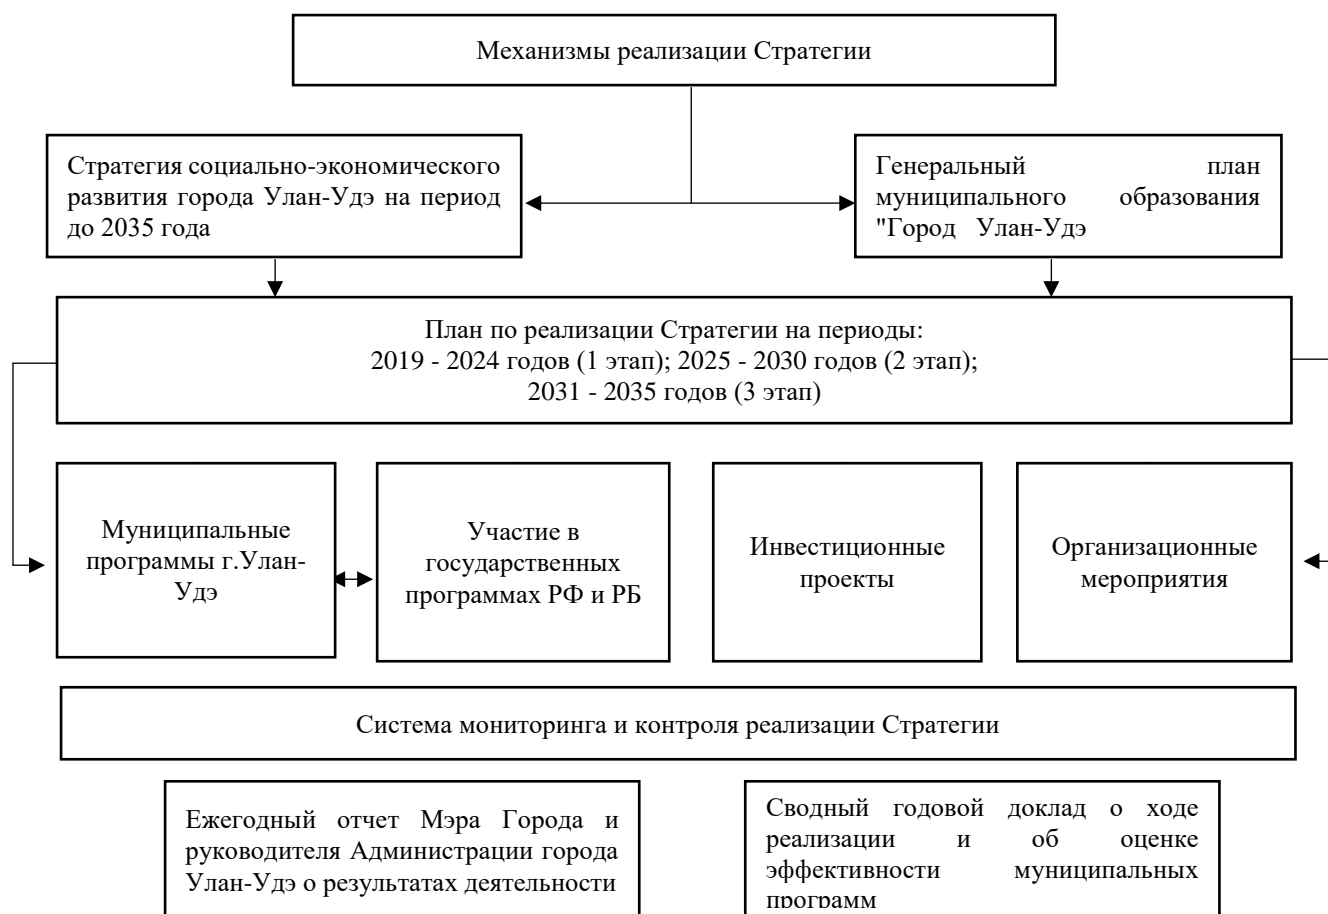 Механизмы реализации Стратегии
Стратегия социально-экономического
развития города Улан-Удэ на период
до 2035 года
Генеральный план
муниципального образования
"Город Улан-Удэ
План по реализации Стратегии на периоды:
2019 - 2024 годов (1 этап); 2025 - 2030 годов (2 этап);
2031 - 2035 годов (3 этап)
Муниципальные
программы г.Улан-
Удэ
Участие в
государственных
программах РФ и РБ
Инвестиционные
проекты
Организационные
мероприятия
Система мониторинга и контроля реализации Стратегии
Ежегодный отчет Мэра Города и
руководителя Администрации города
Улан-Удэ о результатах деятельности
Сводный годовой доклад о ходе
реализации и об оценке
эффективности муниципальных
программ